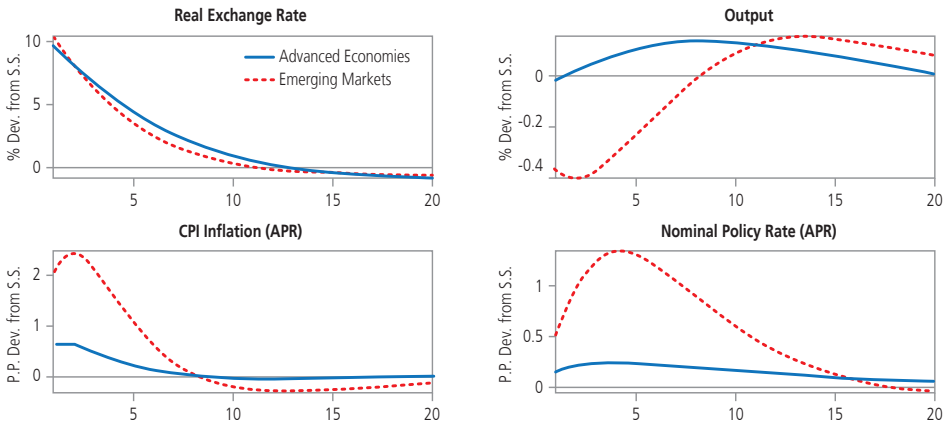 Real Exchange Rate
% Dev. from S.S.
10
5
0
Advanced Economies
Emerging Markets
5
10
15
20
Output
% Dev. from S.S.
0
-0.2
-0.4
5
10
15
20
CPI Inflation (APR)
P.P. Dev. from S.S.
2
1
0
5
10
15
20
Nominal Policy Rate (APR)
P.P. Dev. from S.S.
1
0.5
0
5
10
15
20